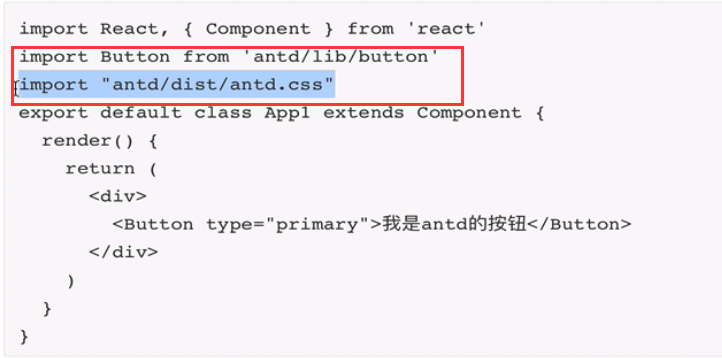 import React, { Component } from 'react'
import Button from 'antd/lib/button'
import "antd/dist/antd.css"
export default class App1 extends Component {
  render() {
    return (
      <div>
        <Button type="primary">我是antd的按钮</Button>
      </div>
    )
  }
}